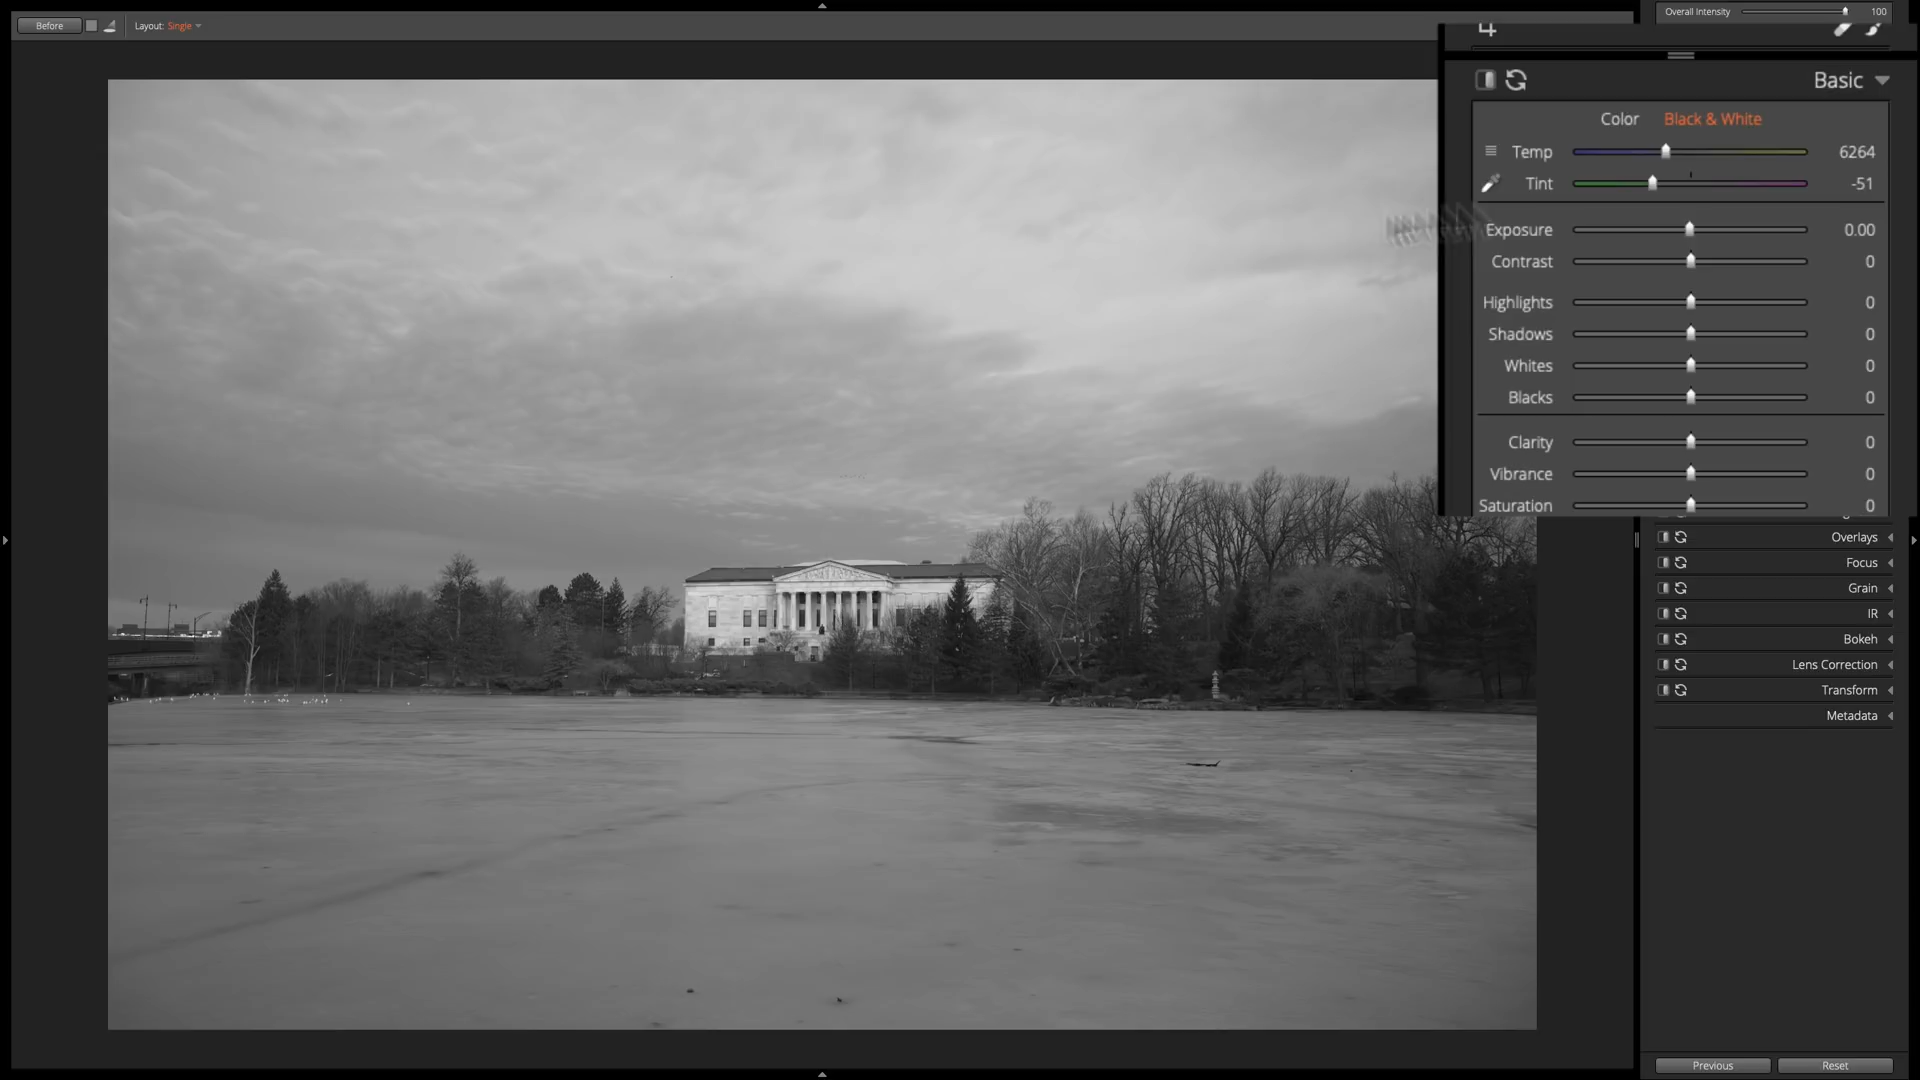 Before
Layout: Single
Overall Intensity 100
Basic
Color Black & White
Temp 6264
Tint -51
Exposure 0.00
Contrast 0
Highlights 0
Shadows 0
Whites 0
Blacks 0
Clarity 0
Vibrance 0
Saturation 0
Overlays
Focus
Grain
IR
Bokeh
Lens Correction
Transform
Metadata
Previous Reset